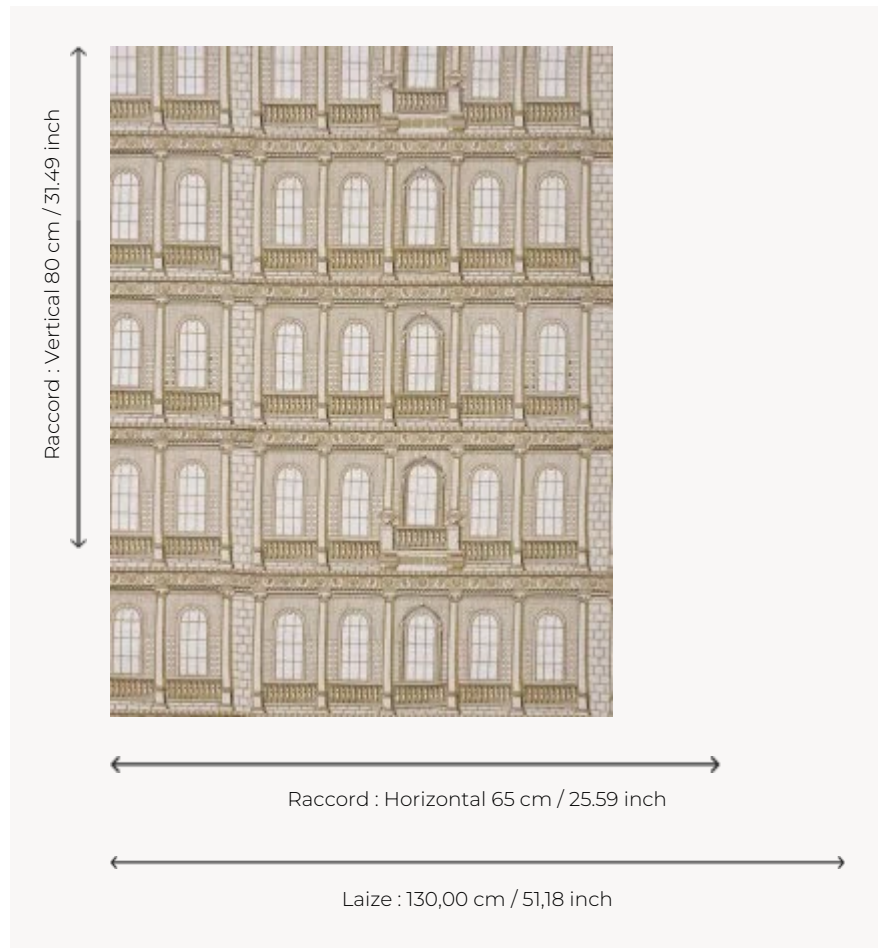 Raccord : Vertical 80 cm / 31.49 inch
Raccord : Horizontal 65 cm / 25.59 inch
Laize : 130,00 cm / 51,18 inch